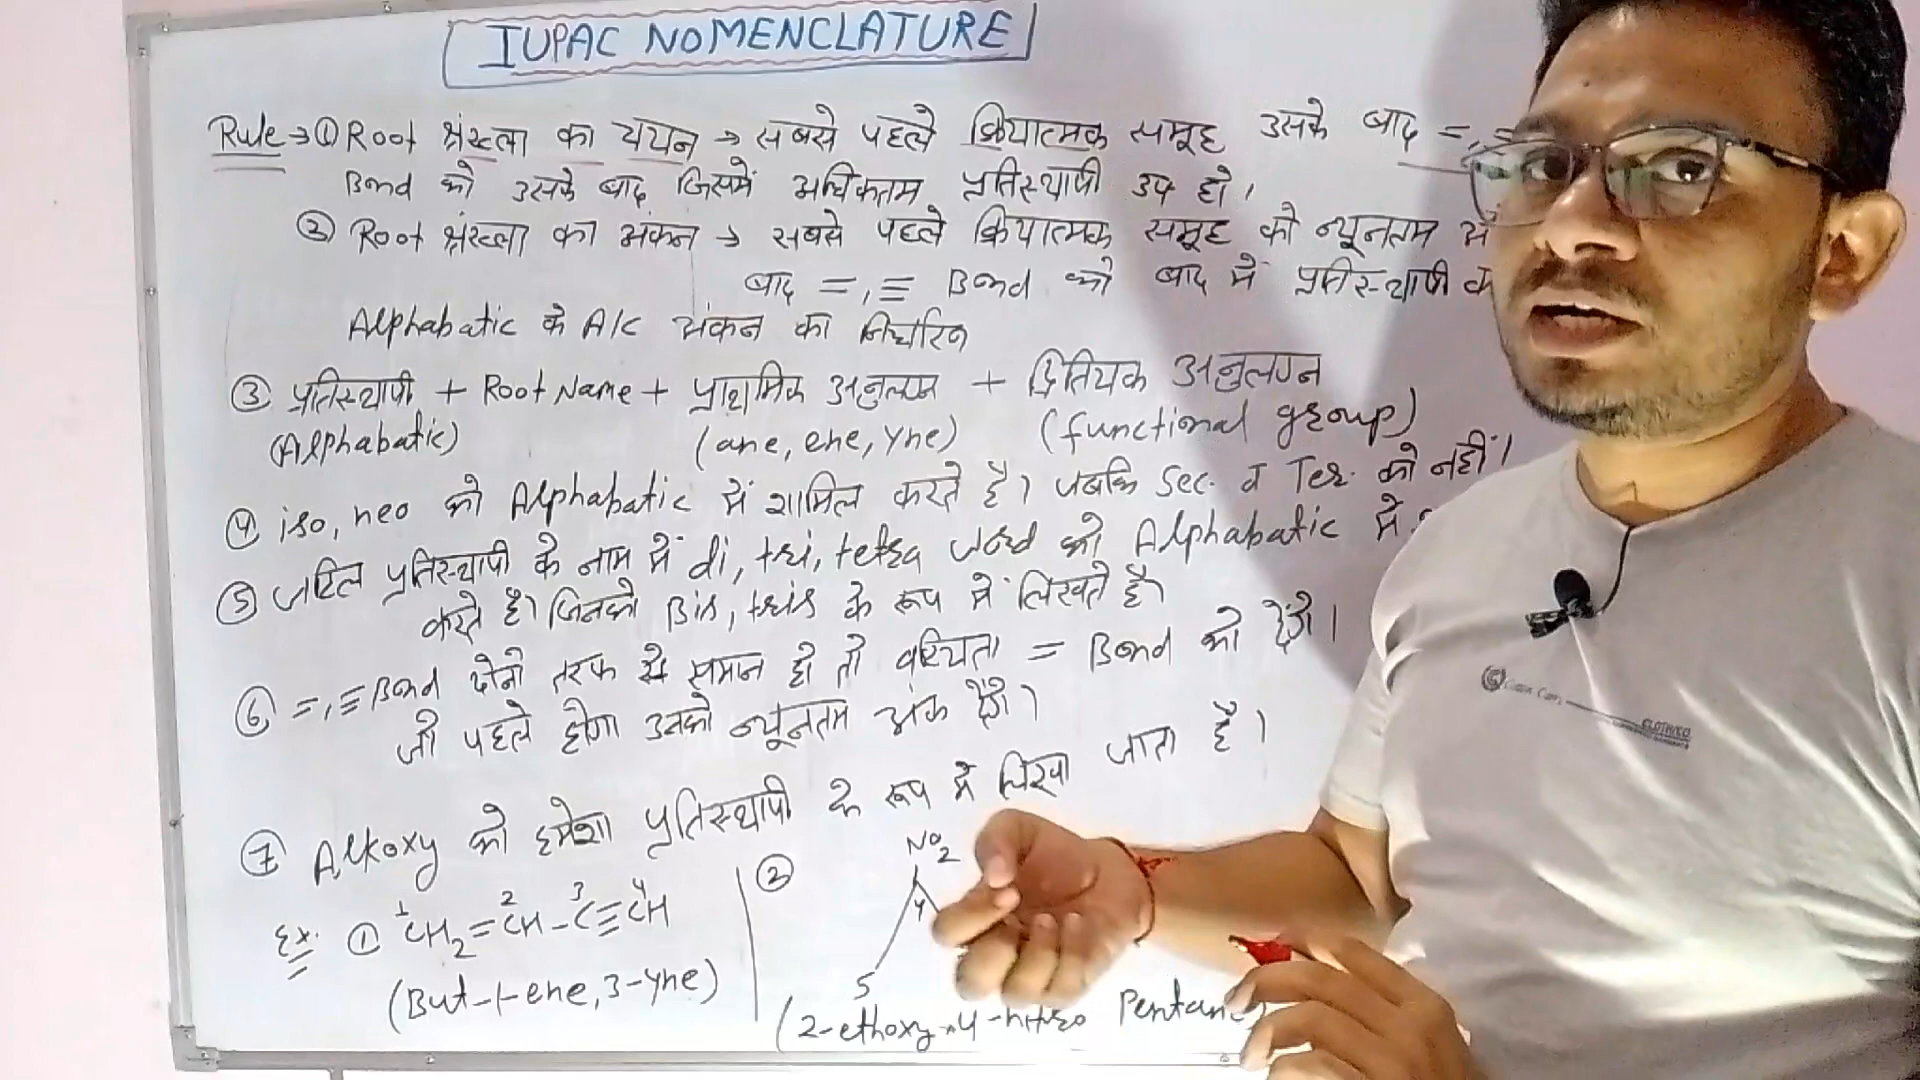 IUPAC NOMENCLATURE
Rule → ① Root श्रंखला का चयन → सबसे पहले क्रियात्मक समूह उसके बाद =, ≡
Bond को उसके बाद जिसमें अधिकतम प्रतिस्थापी उप हो।
② Root श्रंखला का अंकन → सबसे पहले क्रियात्मक समूह को न्यूनतम अं
बाद =, ≡ Bond को बाद में प्रतिस्थापी
Alphabatic के A/c अंकन का निर्धारण
③ प्रतिस्थापी + Root Name + प्राथमिक अनुलग्न + द्वितियक अनुलग्न
(Alphabatic) (ane, ene, yne) (functional group)
④ iso, neo को Alphabatic में शामिल करते है। जबकि Sec. व Ter. को नहीं।
⑤ जटिल प्रतिस्थापी के नाम में di, tri, tetra word को Alphabatic में
करते है। जिनको Bis, tris के रूप में लिखते है
⑥ =, ≡ Bond दोनो तरफ से समान हो तो वरियता = Bond को देंगे।
जो पहले होगा उसको न्यूनतम अंक देंगे।
⑦ Alkoxy को हमेशा प्रतिस्थापी के रूप में लिखा जाता है।
Ex. ① ¹CH₂=²CH-³C≡⁴CH
② NO₂
4
5
(But-1-ene, 3-yne)
(2-ethoxy-4-nitro Pentane
CLOTHING